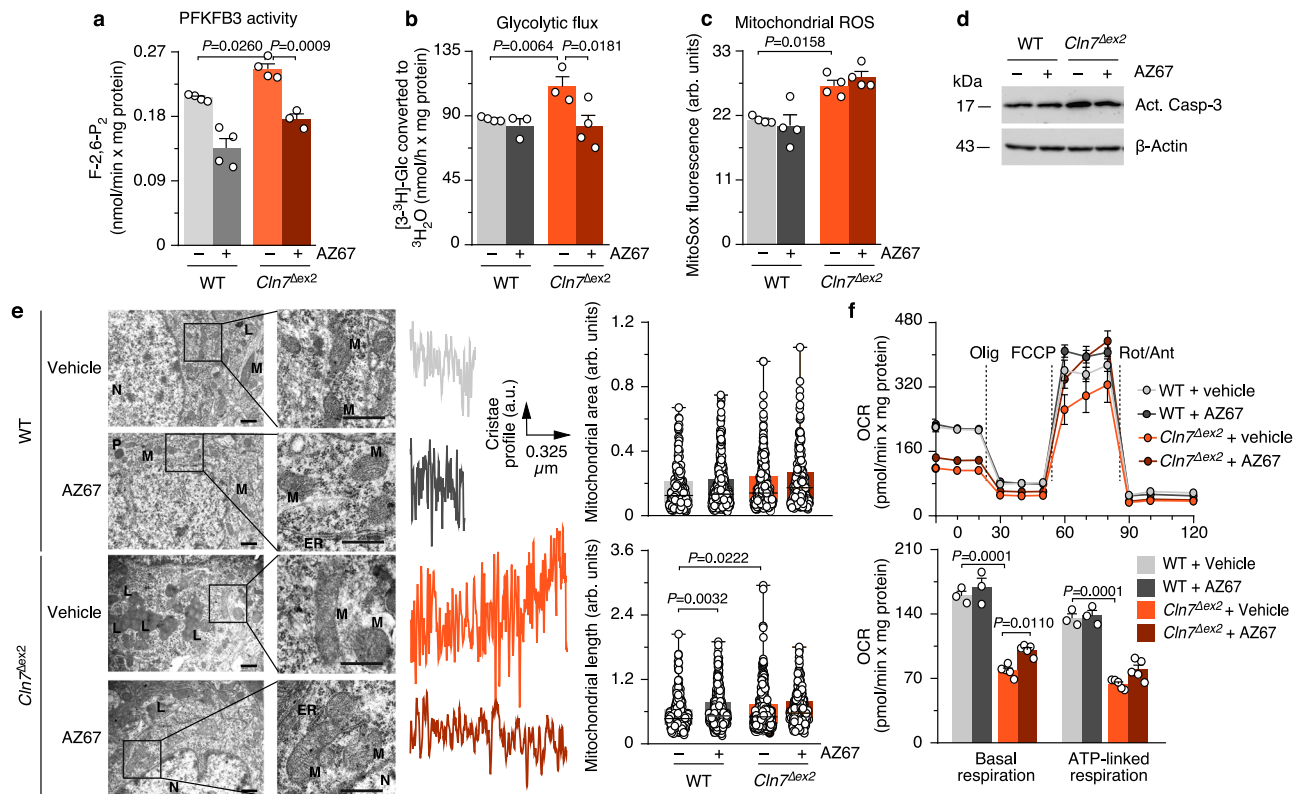 a
PFKFB3 activity
P=0.0260
P=0.0009
F-2,6-P2
(nmol/min x mg protein)
0.27
0.18
0.09
0
– + – + AZ67
WT
Cln7Δex2
b
Glycolytic flux
P=0.0064
P=0.0181
[3-3H]-Glc converted to
3H2O (nmol/h x mg protein)
135
90
45
0
– + – + AZ67
WT
Cln7Δex2
c
Mitochondrial ROS
P=0.0158
MitoSox fluorescence (arb. units)
33
22
11
0
– + – + AZ67
WT
Cln7Δex2
d
WT
Cln7Δex2
kDa
– + – + AZ67
17
Act. Casp-3
43
β-Actin
e
WT
Vehicle
L
M
N
M
M
AZ67
P
M
M
M
ER
Cln7Δex2
Vehicle
L
L
L
L
L
M
M
AZ67
L
N
ER
M
M
N
Cristae
profile (a.u.)
0.325
µm
Mitochondrial area (arb. units)
1.2
0.8
0.4
0
Mitochondrial length (arb. units)
3.6
2.4
1.2
0.6
0
P=0.0222
P=0.0032
– + – + AZ67
WT
Cln7Δex2
f
OCR
(pmol/min x mg protein)
480
320
160
0
Olig
FCCP
Rot/Ant
0 30 60 90 120
WT + vehicle
WT + AZ67
Cln7Δex2 + vehicle
Cln7Δex2 + AZ67
OCR
(pmol/min x mg protein)
210
140
70
0
P=0.0001
P=0.0110
P=0.0001
WT + Vehicle
WT + AZ67
Cln7Δex2 + Vehicle
Cln7Δex2 + AZ67
Basal
respiration
ATP-linked
respiration